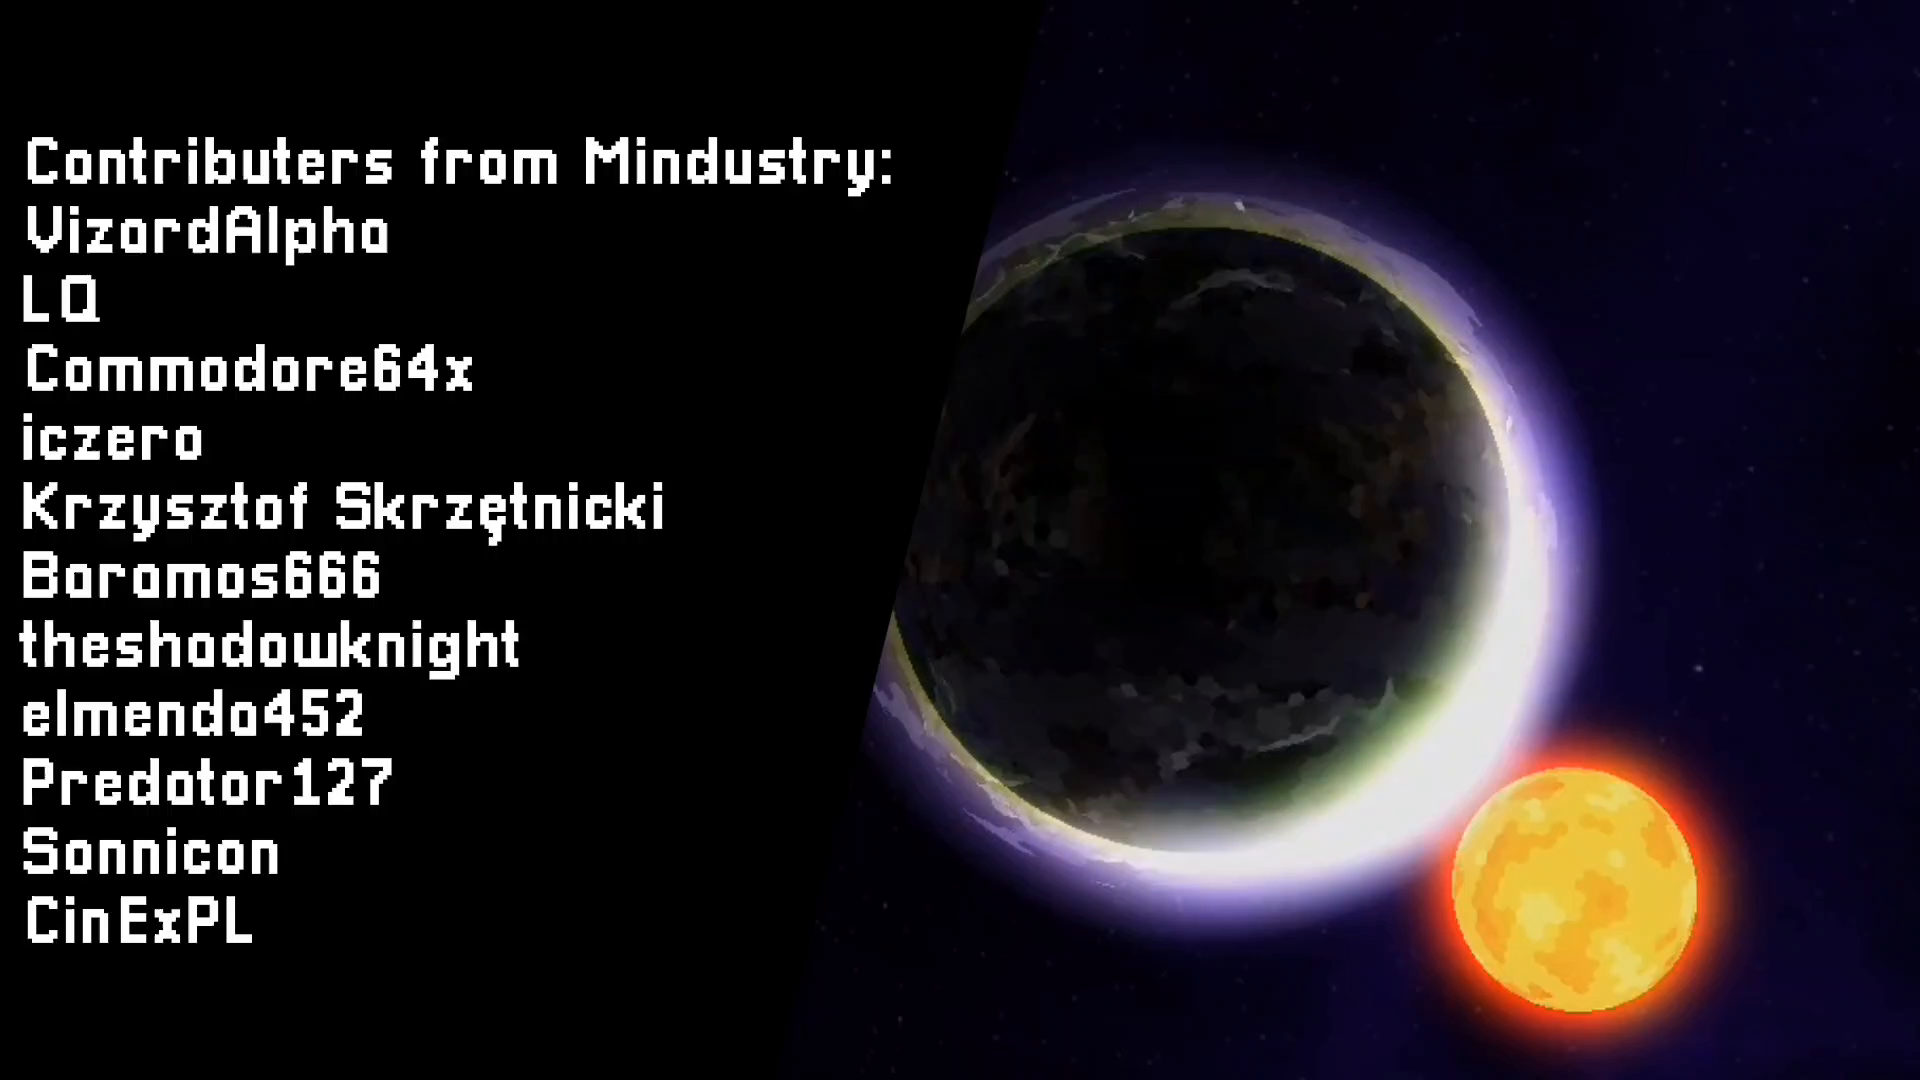 Contributers from Mindustry:
VizardAlpha
LQ
Commodore64x
iczero
Krzysztof Skrzętnicki
Baramos666
theshadowknight
elmenda452
Predator127
Sonnicon
CinExPL